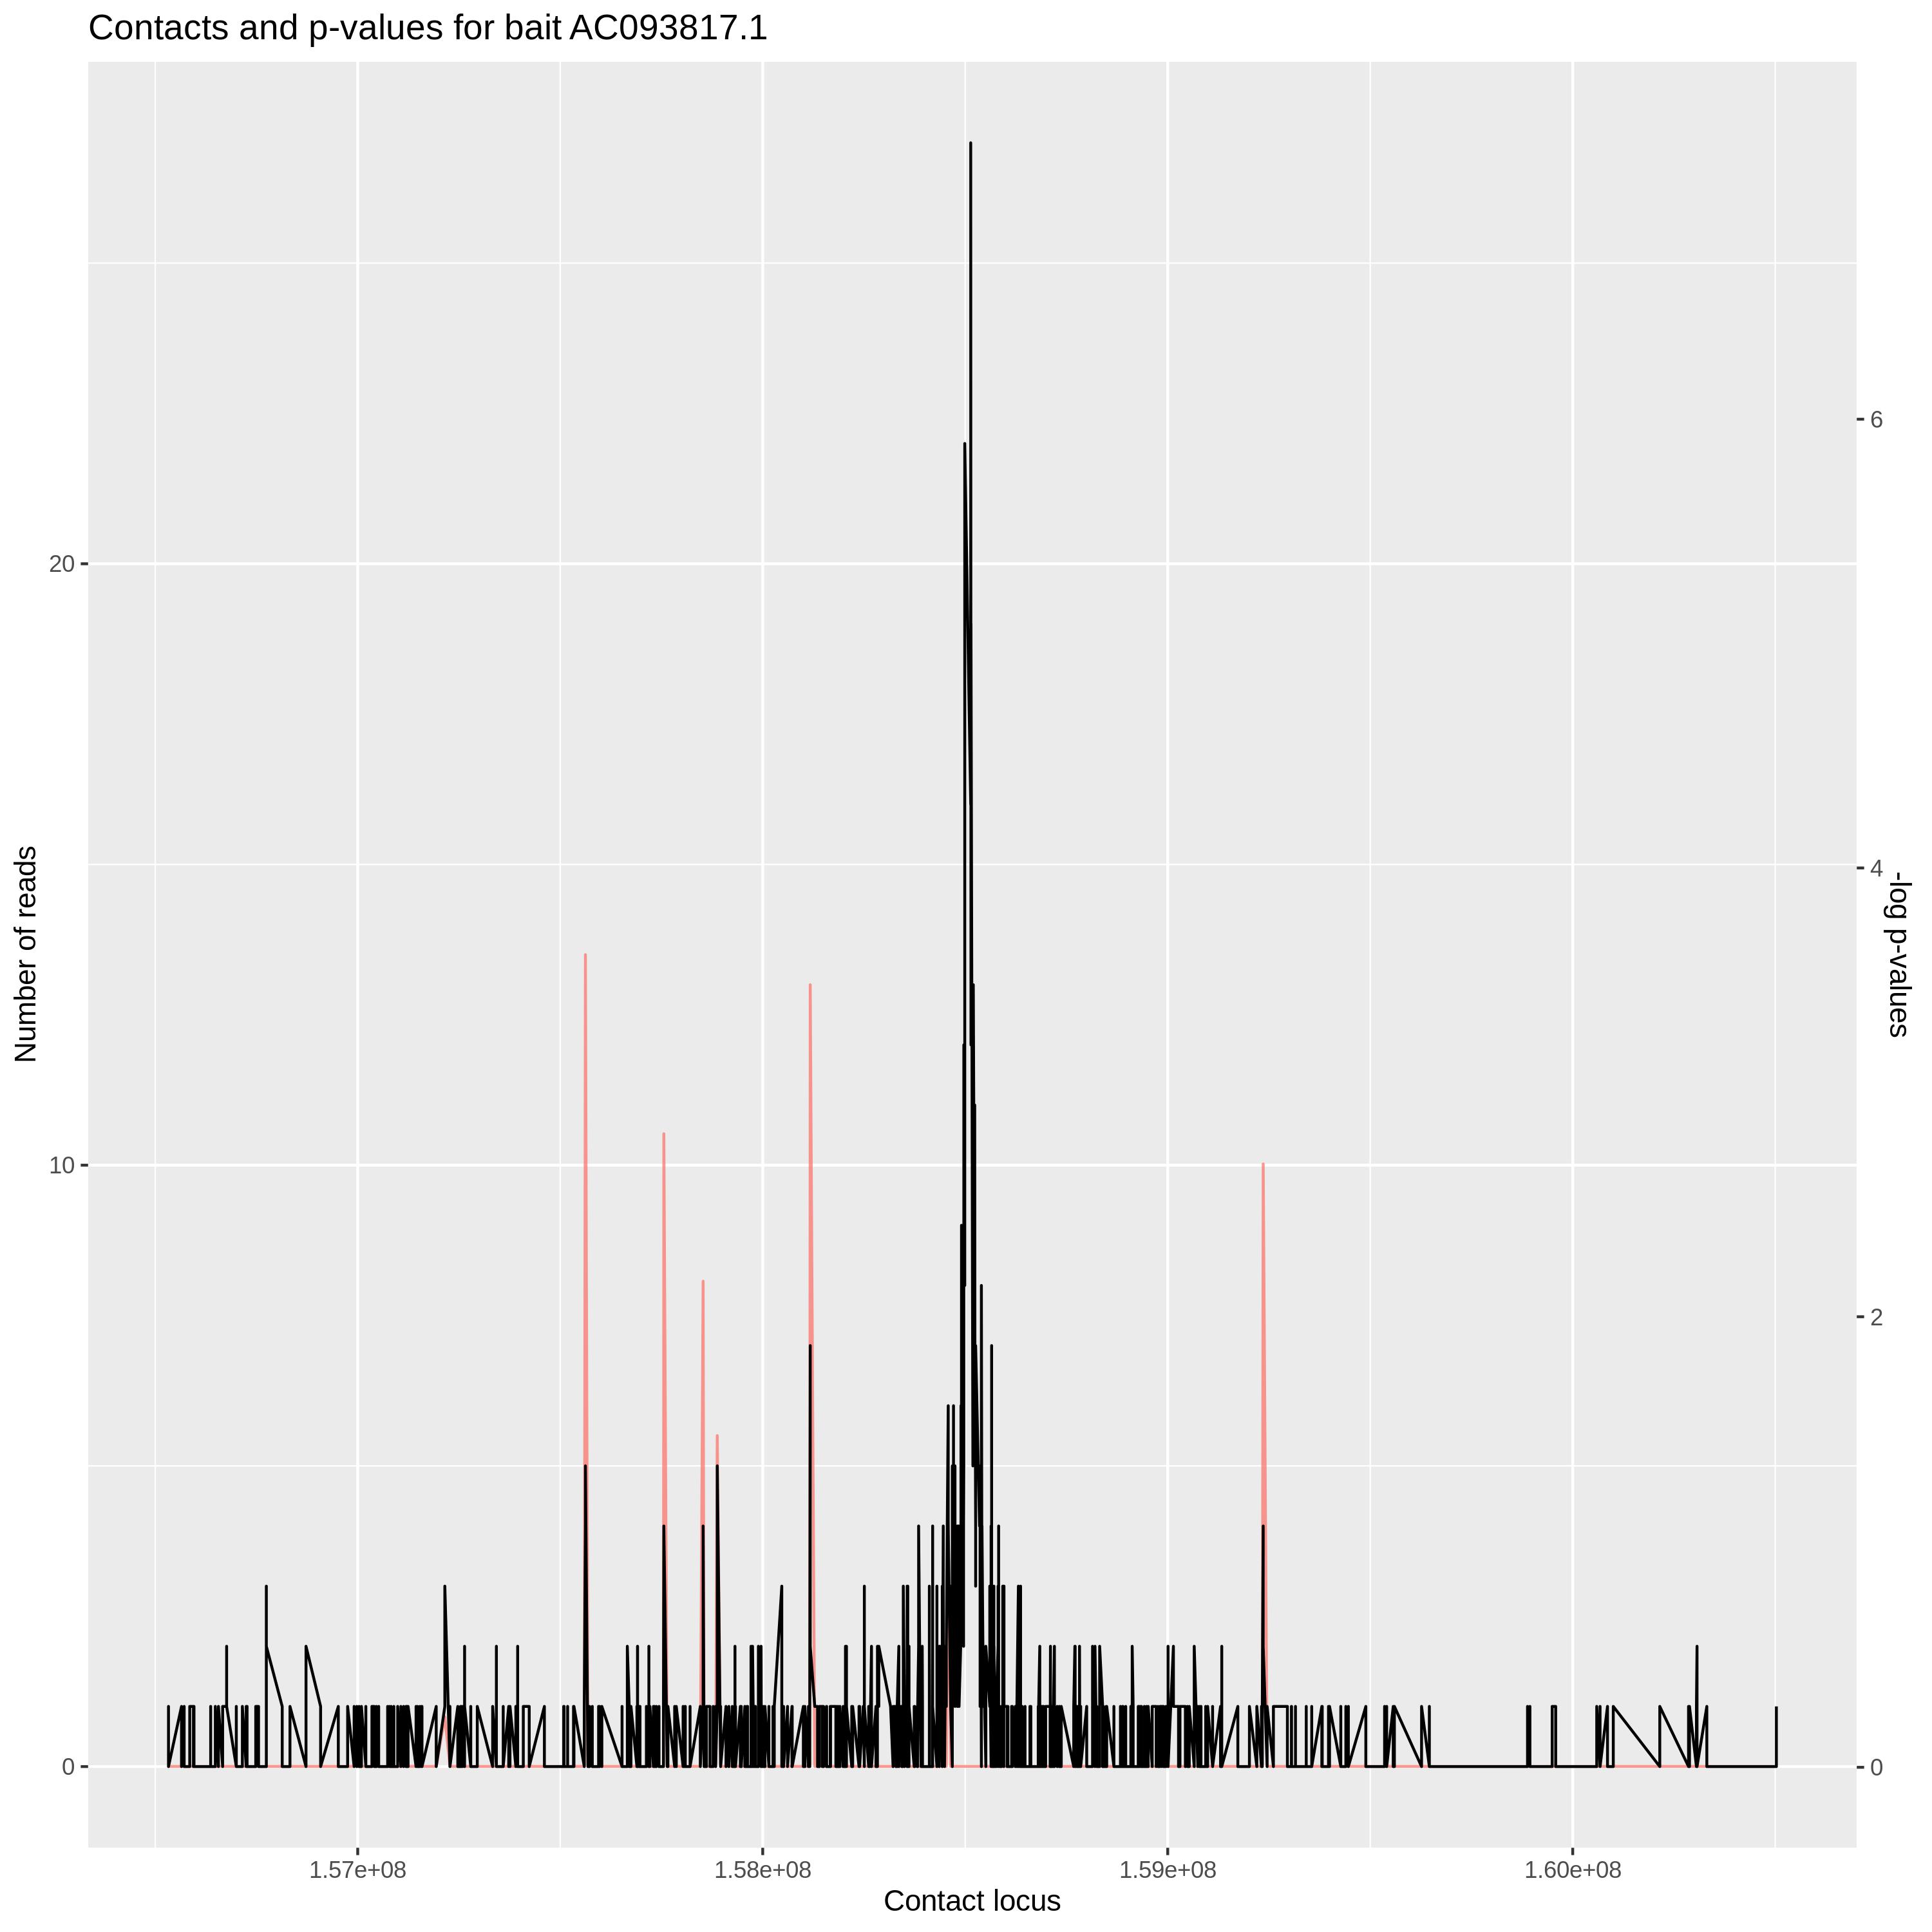 Contacts and p-values for bait AC093817.1
Number of reads
20
10
0
6
4
2
0
-log p-values
1.57e+08 1.58e+08 1.59e+08 1.60e+08
Contact locus